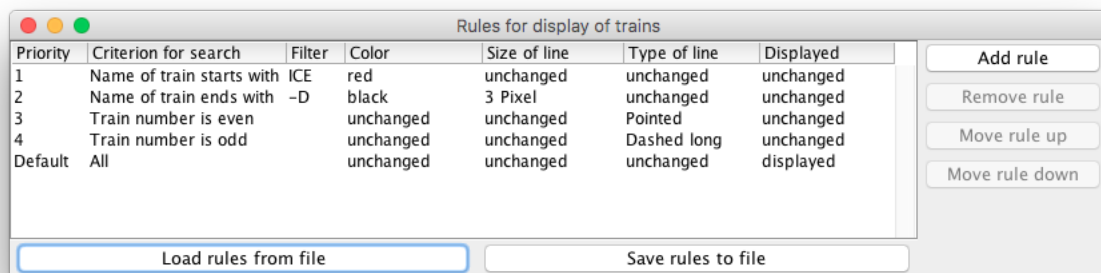 Rules for display of trains
Priority Criterion for search Filter Color Size of line Type of line Displayed
1 Name of train starts with ICE red unchanged unchanged unchanged
2 Name of train ends with -D black 3 Pixel unchanged unchanged
3 Train number is even unchanged unchanged Pointed unchanged
4 Train number is odd unchanged unchanged Dashed long unchanged
Default All unchanged unchanged unchanged displayed
Add rule
Remove rule
Move rule up
Move rule down
Load rules from file Save rules to file